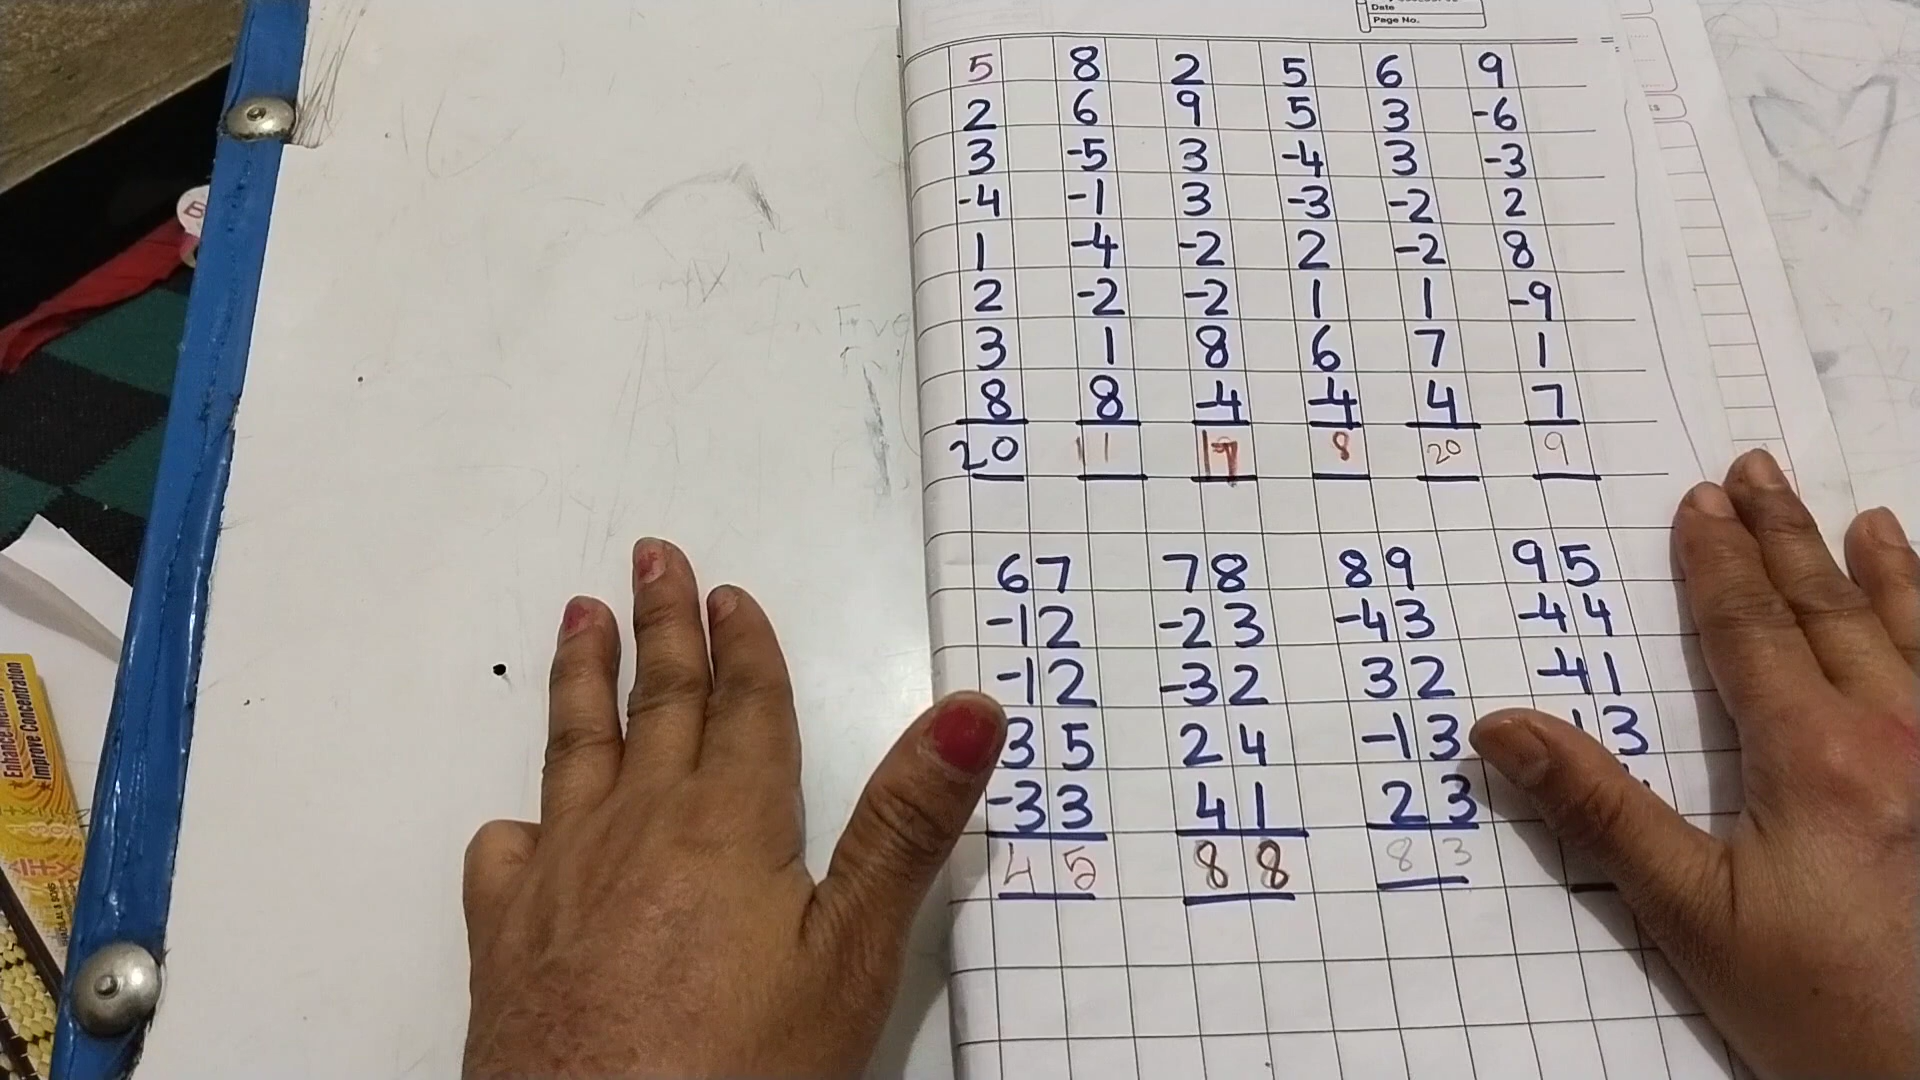 Date
Page No.
5 8 2 5 6 9
2 6 9 5 3 -6
3 -5 3 -4 3 -3
-4 -1 3 -3 -2 2
1 -4 -2 2 -2 8
2 -2 -2 1 1 -9
3 1 8 6 7 1
8 8 -4 -4 4 7
20 11 17 8 20 9
67 78 89 95
-12 -23 -43 -44
-12 -32 32 -41
35 24 -13 13
-33 41 23
45 88 83
Improve Concentration